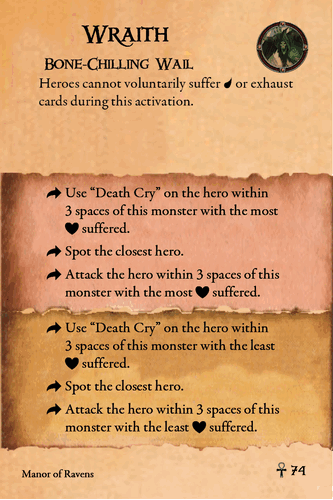 Wraith
Bone-Chilling Wail
Heroes cannot voluntarily suffer or exhaust
cards during this activation.
Use “Death Cry” on the hero within
3 spaces of this monster with the most
suffered.
Spot the closest hero.
Attack the hero within 3 spaces of this
monster with the most suffered.
Use “Death Cry” on the hero within
3 spaces of this monster with the least
suffered.
Spot the closest hero.
Attack the hero within 3 spaces of this
monster with the least suffered.
Manor of Ravens
74